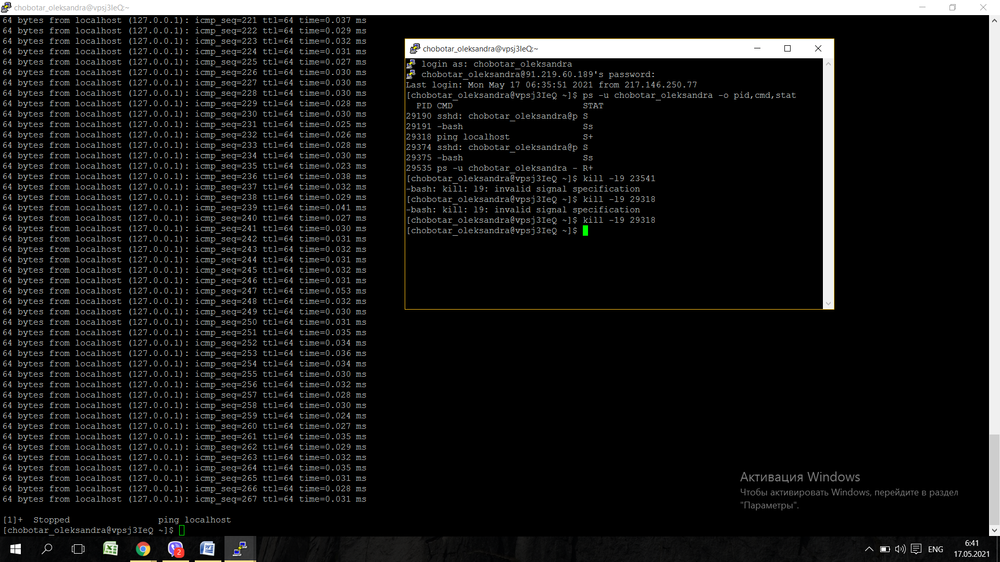 chobotar_oleksandra@vpsj3IeQ:~
64 bytes from localhost (127.0.0.1): icmp_seq=221 ttl=64 time=0.037 ms
64 bytes from localhost (127.0.0.1): icmp_seq=222 ttl=64 time=0.029 ms
64 bytes from localhost (127.0.0.1): icmp_seq=223 ttl=64 time=0.032 ms
64 bytes from localhost (127.0.0.1): icmp_seq=224 ttl=64 time=0.031 ms
64 bytes from localhost (127.0.0.1): icmp_seq=225 ttl=64 time=0.027 ms
64 bytes from localhost (127.0.0.1): icmp_seq=226 ttl=64 time=0.030 ms
64 bytes from localhost (127.0.0.1): icmp_seq=227 ttl=64 time=0.030 ms
64 bytes from localhost (127.0.0.1): icmp_seq=228 ttl=64 time=0.030 ms
64 bytes from localhost (127.0.0.1): icmp_seq=229 ttl=64 time=0.028 ms
64 bytes from localhost (127.0.0.1): icmp_seq=230 ttl=64 time=0.030 ms
64 bytes from localhost (127.0.0.1): icmp_seq=231 ttl=64 time=0.025 ms
64 bytes from localhost (127.0.0.1): icmp_seq=232 ttl=64 time=0.026 ms
64 bytes from localhost (127.0.0.1): icmp_seq=233 ttl=64 time=0.028 ms
64 bytes from localhost (127.0.0.1): icmp_seq=234 ttl=64 time=0.030 ms
64 bytes from localhost (127.0.0.1): icmp_seq=235 ttl=64 time=0.023 ms
64 bytes from localhost (127.0.0.1): icmp_seq=236 ttl=64 time=0.038 ms
64 bytes from localhost (127.0.0.1): icmp_seq=237 ttl=64 time=0.032 ms
64 bytes from localhost (127.0.0.1): icmp_seq=238 ttl=64 time=0.029 ms
64 bytes from localhost (127.0.0.1): icmp_seq=239 ttl=64 time=0.041 ms
64 bytes from localhost (127.0.0.1): icmp_seq=240 ttl=64 time=0.027 ms
64 bytes from localhost (127.0.0.1): icmp_seq=241 ttl=64 time=0.030 ms
64 bytes from localhost (127.0.0.1): icmp_seq=242 ttl=64 time=0.031 ms
64 bytes from localhost (127.0.0.1): icmp_seq=243 ttl=64 time=0.032 ms
64 bytes from localhost (127.0.0.1): icmp_seq=244 ttl=64 time=0.031 ms
64 bytes from localhost (127.0.0.1): icmp_seq=245 ttl=64 time=0.032 ms
64 bytes from localhost (127.0.0.1): icmp_seq=246 ttl=64 time=0.031 ms
64 bytes from localhost (127.0.0.1): icmp_seq=247 ttl=64 time=0.053 ms
64 bytes from localhost (127.0.0.1): icmp_seq=248 ttl=64 time=0.032 ms
64 bytes from localhost (127.0.0.1): icmp_seq=249 ttl=64 time=0.030 ms
64 bytes from localhost (127.0.0.1): icmp_seq=250 ttl=64 time=0.031 ms
64 bytes from localhost (127.0.0.1): icmp_seq=251 ttl=64 time=0.035 ms
64 bytes from localhost (127.0.0.1): icmp_seq=252 ttl=64 time=0.034 ms
64 bytes from localhost (127.0.0.1): icmp_seq=253 ttl=64 time=0.036 ms
64 bytes from localhost (127.0.0.1): icmp_seq=254 ttl=64 time=0.034 ms
64 bytes from localhost (127.0.0.1): icmp_seq=255 ttl=64 time=0.030 ms
64 bytes from localhost (127.0.0.1): icmp_seq=256 ttl=64 time=0.032 ms
64 bytes from localhost (127.0.0.1): icmp_seq=257 ttl=64 time=0.028 ms
64 bytes from localhost (127.0.0.1): icmp_seq=258 ttl=64 time=0.030 ms
64 bytes from localhost (127.0.0.1): icmp_seq=259 ttl=64 time=0.024 ms
64 bytes from localhost (127.0.0.1): icmp_seq=260 ttl=64 time=0.027 ms
64 bytes from localhost (127.0.0.1): icmp_seq=261 ttl=64 time=0.035 ms
64 bytes from localhost (127.0.0.1): icmp_seq=262 ttl=64 time=0.029 ms
64 bytes from localhost (127.0.0.1): icmp_seq=263 ttl=64 time=0.032 ms
64 bytes from localhost (127.0.0.1): icmp_seq=264 ttl=64 time=0.035 ms
64 bytes from localhost (127.0.0.1): icmp_seq=265 ttl=64 time=0.031 ms
64 bytes from localhost (127.0.0.1): icmp_seq=266 ttl=64 time=0.028 ms
64 bytes from localhost (127.0.0.1): icmp_seq=267 ttl=64 time=0.031 ms
[1]+  Stopped                 ping localhost
[chobotar_oleksandra@vpsj3IeQ ~]$
chobotar_oleksandra@vpsj3IeQ:~
login as: chobotar_oleksandra
chobotar_oleksandra@91.219.60.189's password:
Last login: Mon May 17 06:35:51 2021 from 217.146.250.77
[chobotar_oleksandra@vpsj3IeQ ~]$ ps -u chobotar_oleksandra -o pid,cmd,stat
  PID CMD                         STAT
29190 sshd: chobotar_oleksandra@p S
29191 -bash                       Ss
29318 ping localhost              S+
29374 sshd: chobotar_oleksandra@p S
29375 -bash                       Ss
29535 ps -u chobotar_oleksandra - R+
[chobotar_oleksandra@vpsj3IeQ ~]$ kill -l9 23541
-bash: kill: l9: invalid signal specification
[chobotar_oleksandra@vpsj3IeQ ~]$ kill -l9 29318
-bash: kill: l9: invalid signal specification
[chobotar_oleksandra@vpsj3IeQ ~]$ kill -19 29318
[chobotar_oleksandra@vpsj3IeQ ~]$
Активация Windows
Чтобы активировать Windows, перейдите в раздел
"Параметры".
2
ENG
6:41
17.05.2021